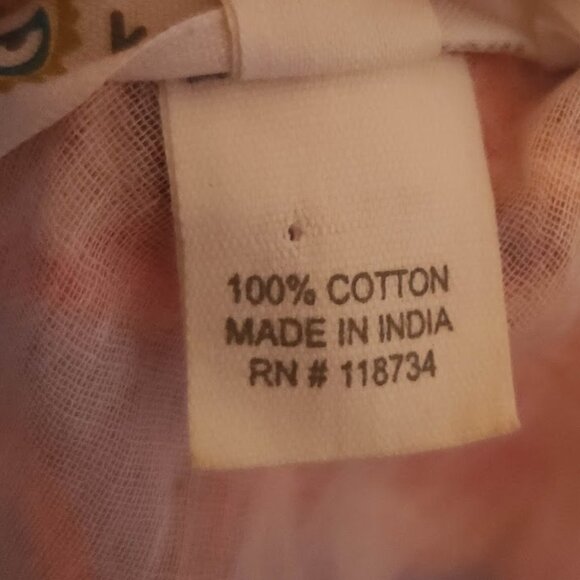 100% COTTON
MADE IN INDIA
RN # 118734